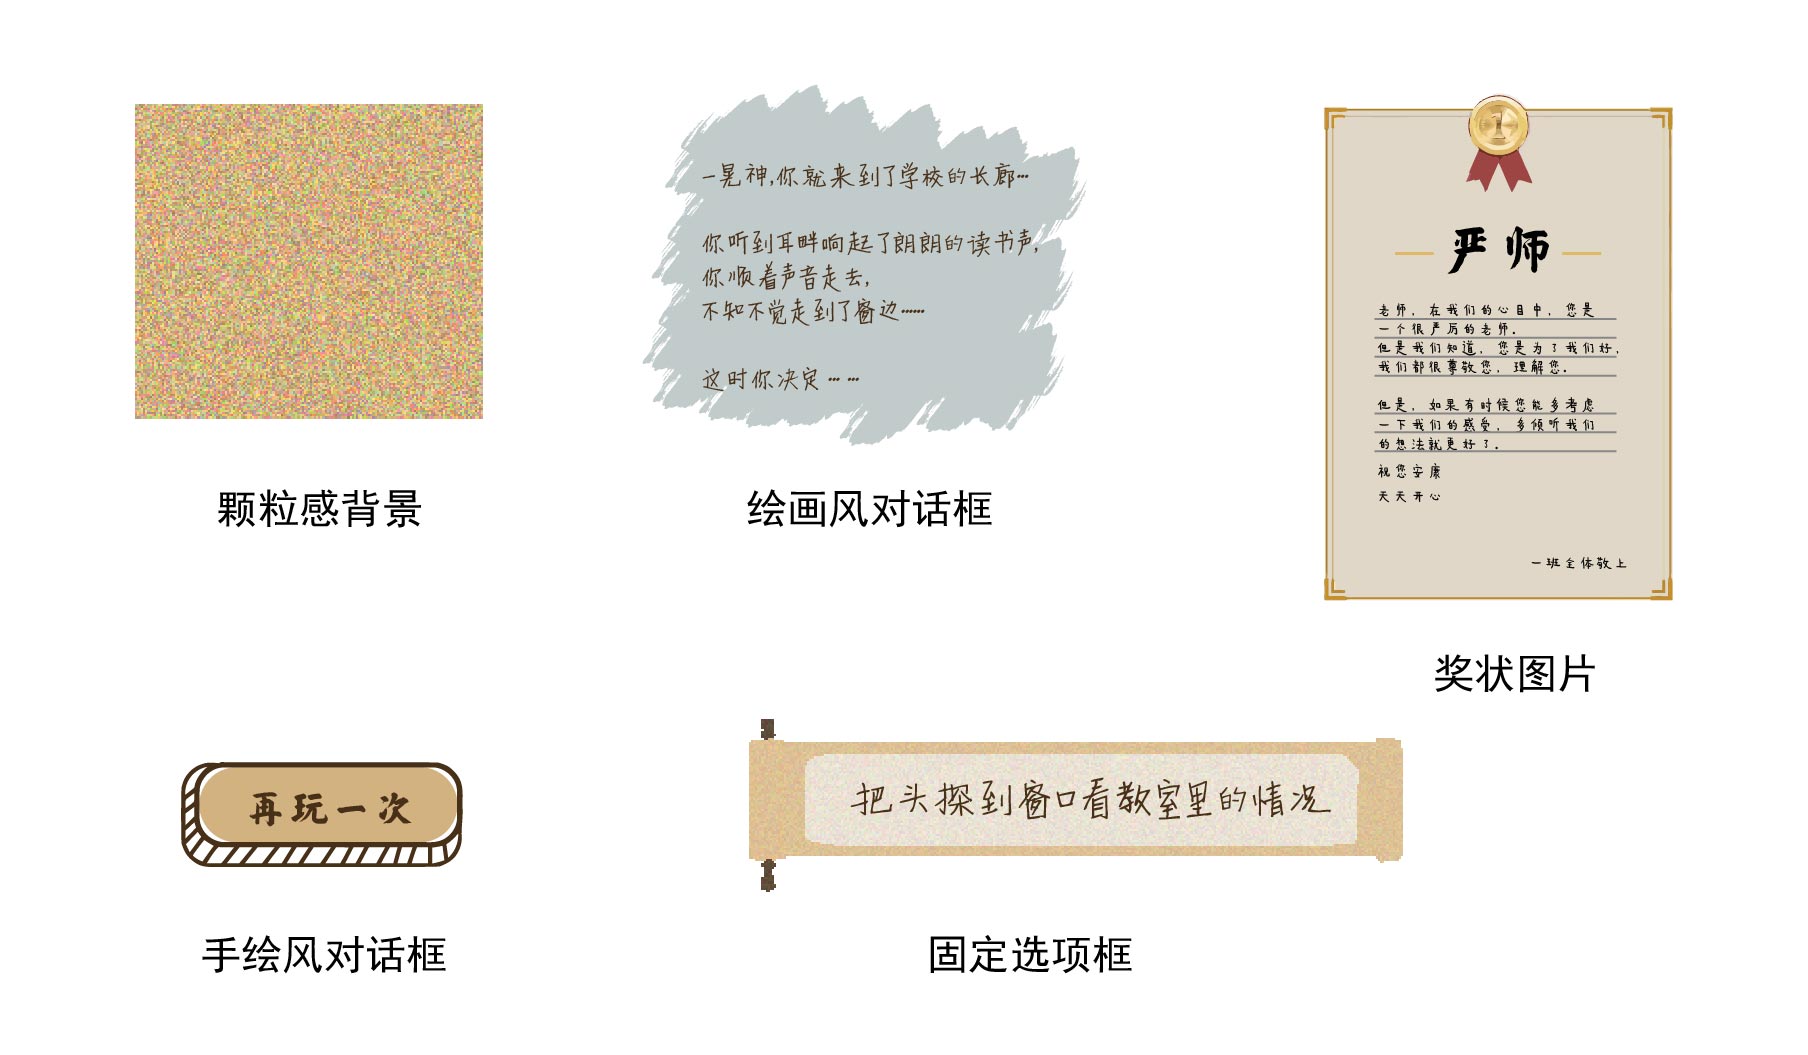 颗粒感背景
一晃神,你就来到了学校的长廊…
你听到耳畔响起了朗朗的读书声,
你顺着声音走去,
不知不觉走到了窗边……
这时你决定……
绘画风对话框
1
严师
老师，在我们的心目中，您是
一个很严厉的老师.
但是我们知道，您是为了我们好,
我们都很尊敬您，理解您.
但是，如果有时候您能多考虑
一下我们的感受，多倾听我们
的想法就更好了.
祝您安康
天天开心
一班全体敬上
奖状图片
再玩一次
手绘风对话框
把头探到窗口看教室里的情况
固定选项框